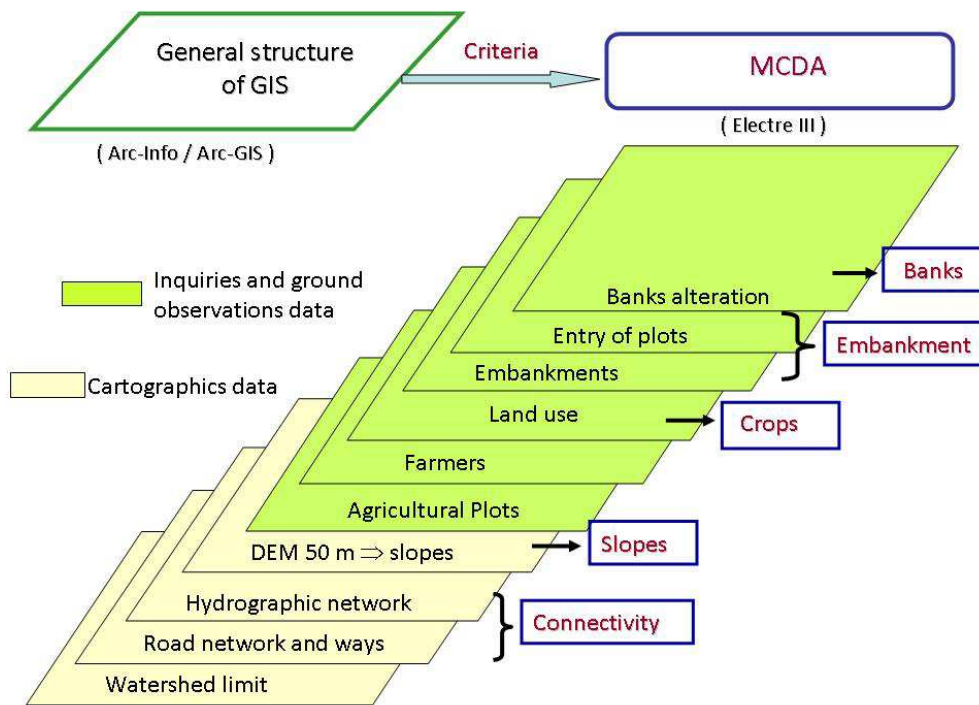 General structure
of GIS
Criteria
MCDA
( Arc-Info / Arc-GIS )
( Electre III )
Inquiries and ground
observations data
Cartographics data
Banks alteration
Banks
Entry of plots
Embankment
Embankments
Land use
Crops
Farmers
Agricultural Plots
DEM 50 m ⇒ slopes
Slopes
Hydrographic network
Connectivity
Road network and ways
Watershed limit